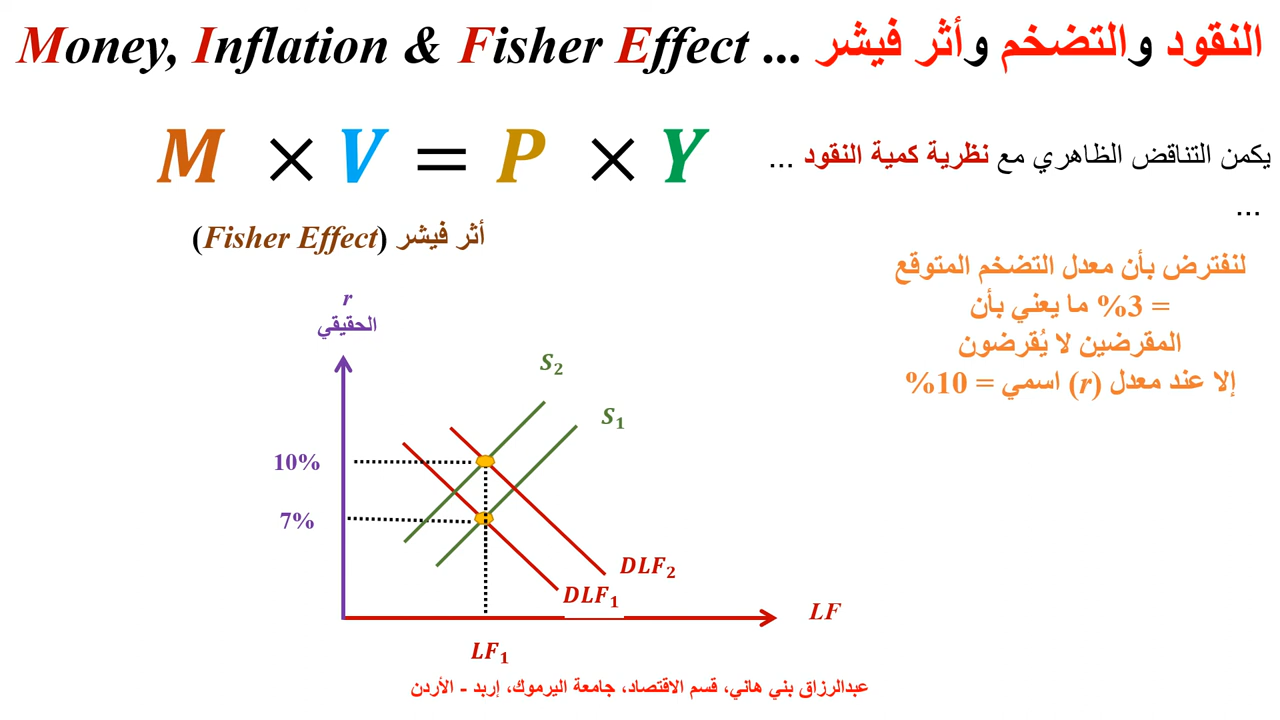 Money, Inflation & Fisher Effect ... النقود والتضخم وأثر فيشر
M × V = P × Y
يكمن التناقض الظاهري مع نظرية كمية النقود ...
...
أثر فيشر (Fisher Effect)
لنفترض بأن معدل التضخم المتوقع
= 3% ما يعني بأن
المقرضين لا يُقرضون
إلا عند معدل (r) اسمي = 10%
r
الحقيقي
S₂
S₁
10%
7%
DLF₂
DLF₁
LF
LF₁
عبدالرزاق بني هاني، قسم الاقتصاد، جامعة اليرموك، إربد - الأردن